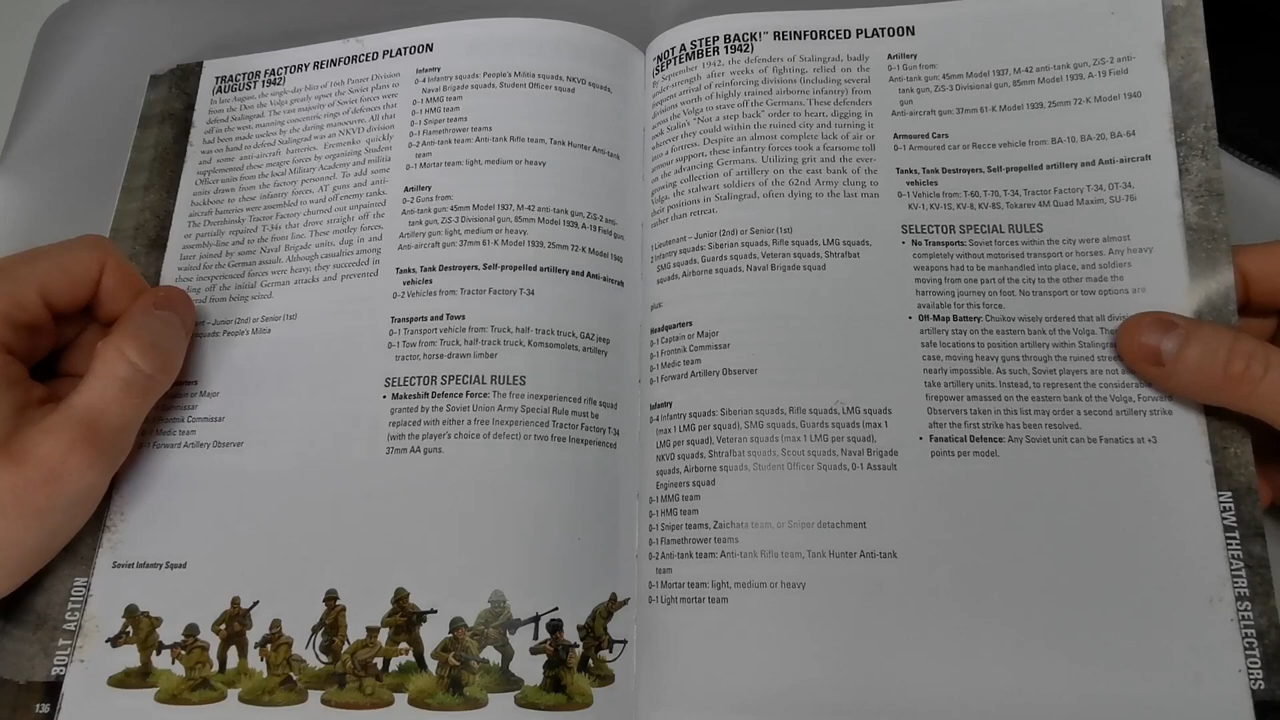 TRACTOR FACTORY REINFORCED PLATOON
(AUGUST 1942)
In late August, the single-day blitz of 16th Panzer Division
from the Don the Volga greatly upset the Soviet plans to
defend Stalingrad. The vast majority of Soviet forces were
off in the west, manning concentric rings of defences that
had been made useless by the daring manoeuvre. All that
was on hand to defend Stalingrad was an NKVD division
and some anti-aircraft batteries. Eremenko quickly
supplemented these meagre forces by organizing Student
Officer units from the local Military Academy and militia
units drawn from the factory personnel. To add some
backbone to these infantry forces, AT guns and anti-
aircraft batteries were assembled to ward off enemy tanks.
The Dzerzhinsky Tractor Factory churned out unpainted
or partially repaired T-34s that drove straight off the
assembly-line and to the front line. These motley forces,
later joined by some Naval Brigade units, dug in and
waited for the German assault. Although casualties among
these inexperienced forces were heavy, they succeeded in
off the initial German attacks and prevented
from being seized.
– Junior (2nd) or Senior (1st)
squads: People's Militia
or Major
Commissar
Frontnik Commissar
Medic team
0–1 Forward Artillery Observer
Infantry
0–4 Infantry squads: People's Militia squads, NKVD squads,
Naval Brigade squads, Student Officer squad
0–1 MMG team
0–1 HMG team
0–1 Sniper teams
0–1 Flamethrower teams
0–2 Anti-tank team: Anti-tank Rifle team, Tank Hunter Anti-tank
team
0–1 Mortar team: light, medium or heavy
Artillery
0–2 Guns from:
Anti-tank gun: 45mm Model 1937, M-42 anti-tank gun, ZiS-2 anti-
tank gun, ZiS-3 Divisional gun, 85mm Model 1939, A-19 Field gun
Artillery gun: light, medium or heavy.
Anti-aircraft gun: 37mm 61-K Model 1939, 25mm 72-K Model 1940
Tanks, Tank Destroyers, Self-propelled artillery and Anti-aircraft
vehicles
0–2 Vehicles from: Tractor Factory T-34
Transports and Tows
0–1 Transport vehicle from: Truck, half-track truck, GAZ jeep
0–1 Tow from: Truck, half-track truck, Komsomolets, artillery
tractor, horse-drawn limber
SELECTOR SPECIAL RULES
• Makeshift Defence Force: The free inexperienced rifle squad
granted by the Soviet Union Army Special Rule must be
replaced with either a free Inexperienced Tractor Factory T-34
(with the player's choice of defect) or two free Inexperienced
37mm AA guns.
Soviet Infantry Squad
BOLT ACTION
136
"NOT A STEP BACK!" REINFORCED PLATOON
(SEPTEMBER 1942)
By September 1942, the defenders of Stalingrad, badly
under-strength after weeks of fighting, relied on the
frequent arrival of reinforcing divisions (including several
divisions worth of highly trained airborne infantry) from
across the Volga to stave off the Germans. These defenders
took Stalin's "Not a step back" order to heart, digging in
wherever they could within the ruined city and turning it
into a fortress. Despite an almost complete lack of air or
armour support, these infantry forces took a fearsome toll
on the advancing Germans. Utilizing grit and the ever-
growing collection of artillery on the east bank of the
Volga, the stalwart soldiers of the 62nd Army clung to
their positions in Stalingrad, often dying to the last man
rather than retreat.
1 Lieutenant – Junior (2nd) or Senior (1st)
Infantry squads: Siberian squads, Rifle squads, LMG squads,
SMG squads, Guards squads, Veteran squads, Shtrafbat
squads, Airborne squads, Naval Brigade squad
plus:
Headquarters
0–1 Captain or Major
0–1 Frontnik Commissar
0–1 Medic team
0–1 Forward Artillery Observer
Infantry
0–4 Infantry squads: Siberian squads, Rifle squads, LMG squads
(max 1 LMG per squad), SMG squads, Guards squads (max 1
LMG per squad), Veteran squads (max 1 LMG per squad),
NKVD squads, Shtrafbat squads, Scout squads, Naval Brigade
squads, Airborne squads, Student Officer Squads, 0-1 Assault
Engineers squad
0–1 MMG team
0–1 HMG team
0–1 Sniper teams, Zaichata team, or Sniper detachment
0–1 Flamethrower teams
0–2 Anti-tank team: Anti-tank Rifle team, Tank Hunter Anti-tank
team
0–1 Mortar team: light, medium or heavy
0–1 Light mortar team
Artillery
0–1 Gun from:
Anti-tank gun: 45mm Model 1937, M-42 anti-tank gun, ZiS-2 anti-
tank gun, ZiS-3 Divisional gun, 85mm Model 1939, A-19 Field
gun
Anti-aircraft gun: 37mm 61-K Model 1939, 25mm 72-K Model 1940
Armoured Cars
0–1 Armoured car or Recce vehicle from: BA-10, BA-20, BA-64
Tanks, Tank Destroyers, Self-propelled artillery and Anti-aircraft
vehicles
0–1 Vehicle from: T-60, T-70, T-34, Tractor Factory T-34, OT-34,
KV-1, KV-1S, KV-8, KV-8S, Tokarev 4M Quad Maxim, SU-76i
SELECTOR SPECIAL RULES
• No Transports: Soviet forces within the city were almost
completely without motorised transport or horses. Any heavy
weapons had to be manhandled into place, and soldiers
moving from one part of the city to the other made the
harrowing journey on foot. No transport or tow options are
available for this force.
• Off-Map Battery: Chuikov wisely ordered that all
artillery stay on the eastern bank of the Volga.
safe locations to position artillery within
case, moving heavy guns through the ruined
nearly impossible. As such, Soviet players are not
take artillery units. Instead, to represent the considerable
firepower amassed on the eastern bank of the Volga, Forward
Observers taken in this list may order a second artillery strike
after the first strike has been resolved.
• Fanatical Defence: Any Soviet unit can be Fanatics at +3
points per model.
NEW THEATRE SELECTORS